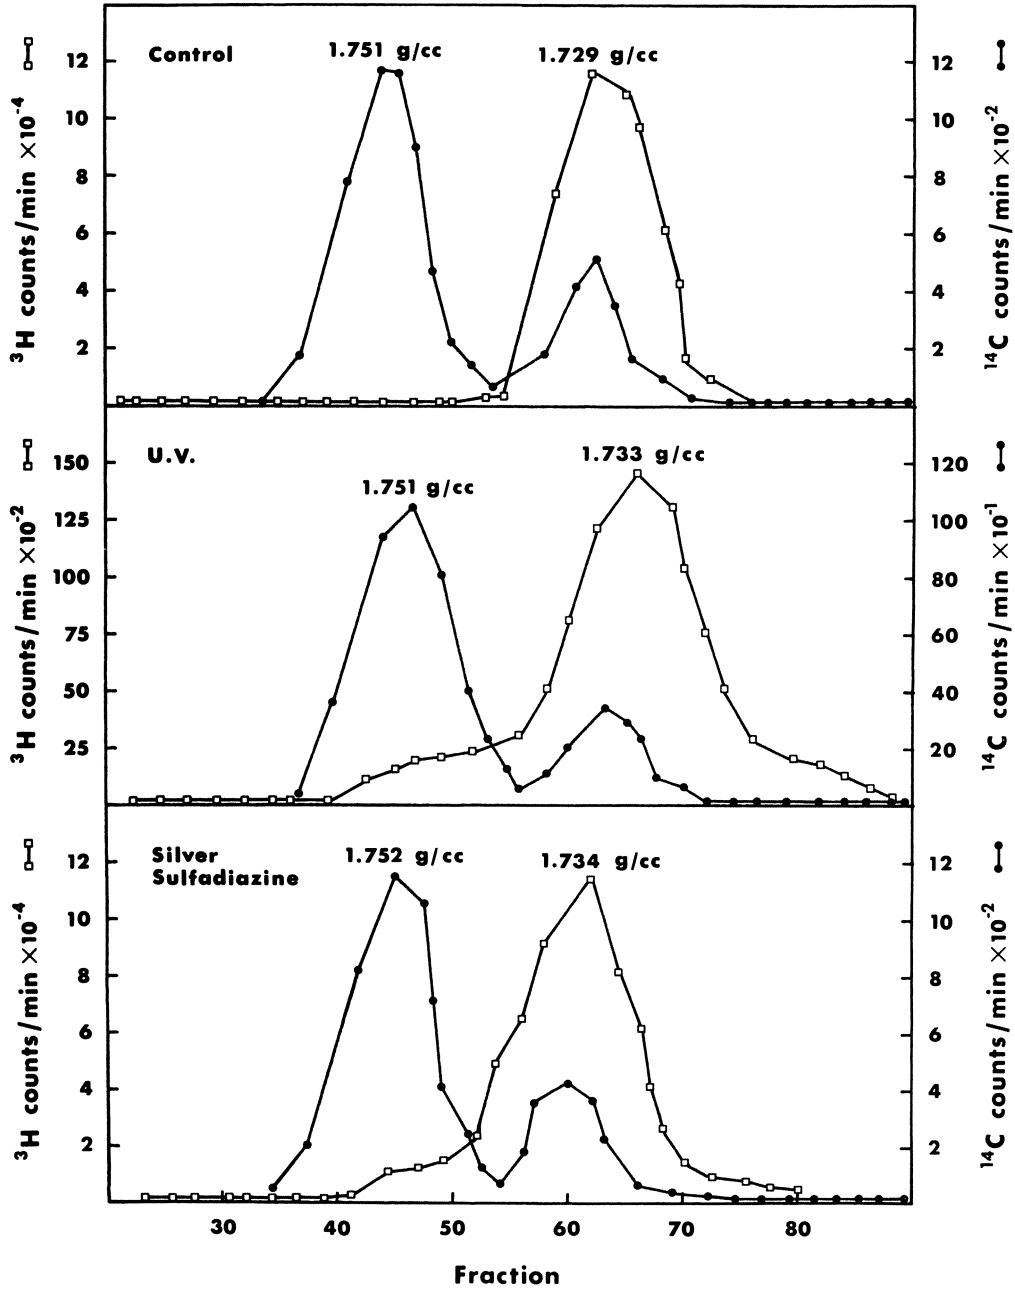 Control
1.751 g/cc
1.729 g/cc
³H counts/min ×10⁻⁴
12
10
8
6
4
2
12
10
8
6
4
2
¹⁴C counts/min ×10⁻²
U.V.
1.751 g/cc
1.733 g/cc
³H counts/min ×10⁻²
150
125
100
75
50
25
120
100
80
60
40
20
¹⁴C counts/min ×10⁻¹
Silver
Sulfadiazine
1.752 g/cc
1.734 g/cc
³H counts/min ×10⁻⁴
12
10
8
6
4
2
12
10
8
6
4
2
¹⁴C counts/min ×10⁻²
30 40 50 60 70 80
Fraction